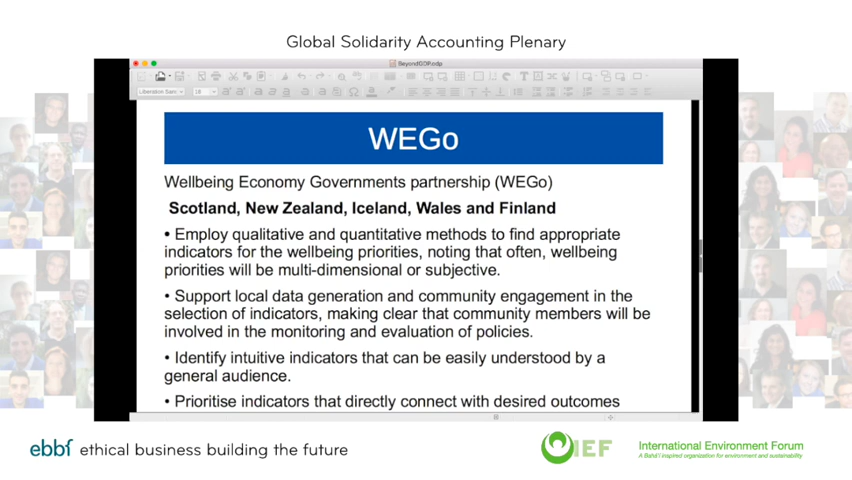 Global Solidarity Accounting Plenary
BeyondGDP.odp
Liberation Sans
18
WEGo
Wellbeing Economy Governments partnership (WEGo)
Scotland, New Zealand, Iceland, Wales and Finland
• Employ qualitative and quantitative methods to find appropriate
indicators for the wellbeing priorities, noting that often, wellbeing
priorities will be multi-dimensional or subjective.
• Support local data generation and community engagement in the
selection of indicators, making clear that community members will be
involved in the monitoring and evaluation of policies.
• Identify intuitive indicators that can be easily understood by a
general audience.
• Prioritise indicators that directly connect with desired outcomes
ebbf ethical business building the future
IEF
International Environment Forum
A Bahá'í inspired organization for environment and sustainability